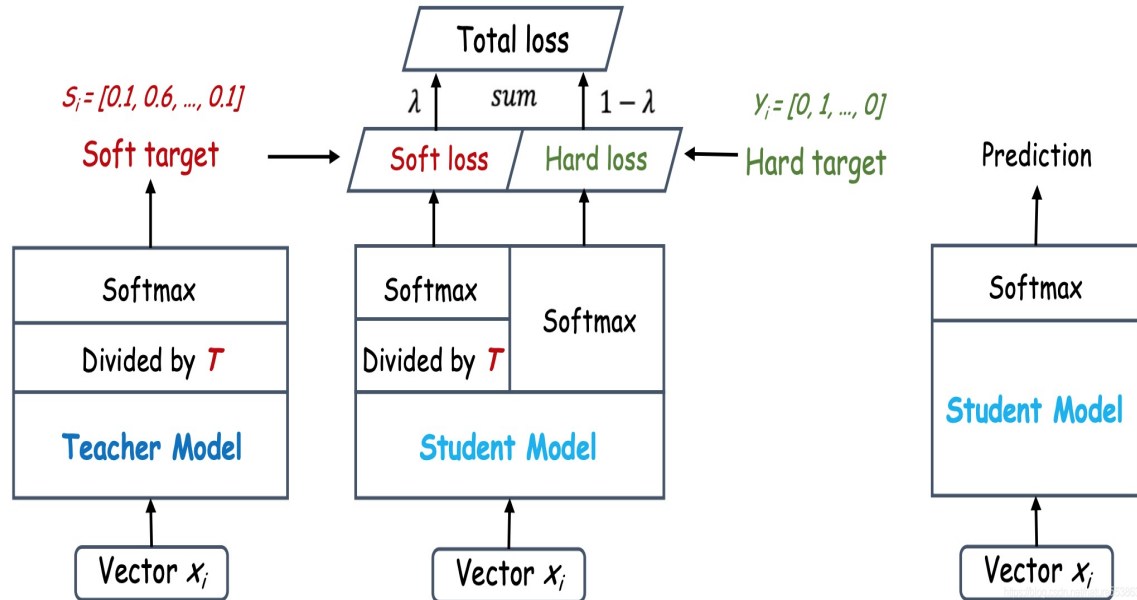 Total loss
λ sum 1 − λ
Sᵢ = [0.1, 0.6, ..., 0.1]
Yᵢ = [0, 1, ..., 0]
Soft target
Soft loss
Hard loss
Hard target
Prediction
Softmax
Divided by T
Teacher Model
Vector xᵢ
Softmax
Divided by T
Softmax
Student Model
Vector xᵢ
Softmax
Student Model
Vector xᵢ